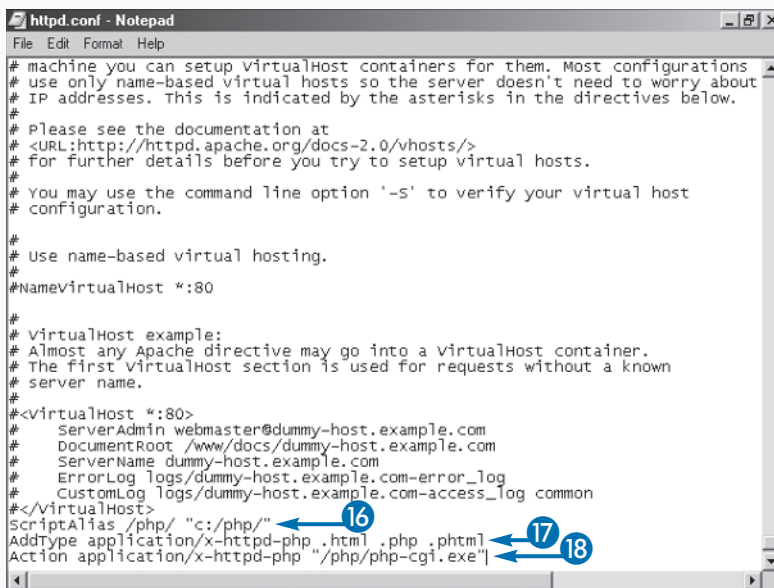 httpd.conf - Notepad
File Edit Format Help
# machine you can setup VirtualHost containers for them. Most configurations
# use only name-based virtual hosts so the server doesn't need to worry about
# IP addresses. This is indicated by the asterisks in the directives below.
#
# Please see the documentation at
# <URL:http://httpd.apache.org/docs-2.0/vhosts/>
# for further details before you try to setup virtual hosts.
#
# You may use the command line option '-S' to verify your virtual host
# configuration.
#
# Use name-based virtual hosting.
#
#NameVirtualHost *:80
#
# VirtualHost example:
# Almost any Apache directive may go into a VirtualHost container.
# The first VirtualHost section is used for requests without a known
# server name.
#
#<VirtualHost *:80>
#    ServerAdmin webmaster@dummy-host.example.com
#    DocumentRoot /www/docs/dummy-host.example.com
#    ServerName dummy-host.example.com
#    ErrorLog logs/dummy-host.example.com-error_log
#    CustomLog logs/dummy-host.example.com-access_log common
#</VirtualHost>
ScriptAlias /php/ "c:/php/" 16
AddType application/x-httpd-php .html .php .phtml 17
Action application/x-httpd-php "/php/php-cgi.exe" 18